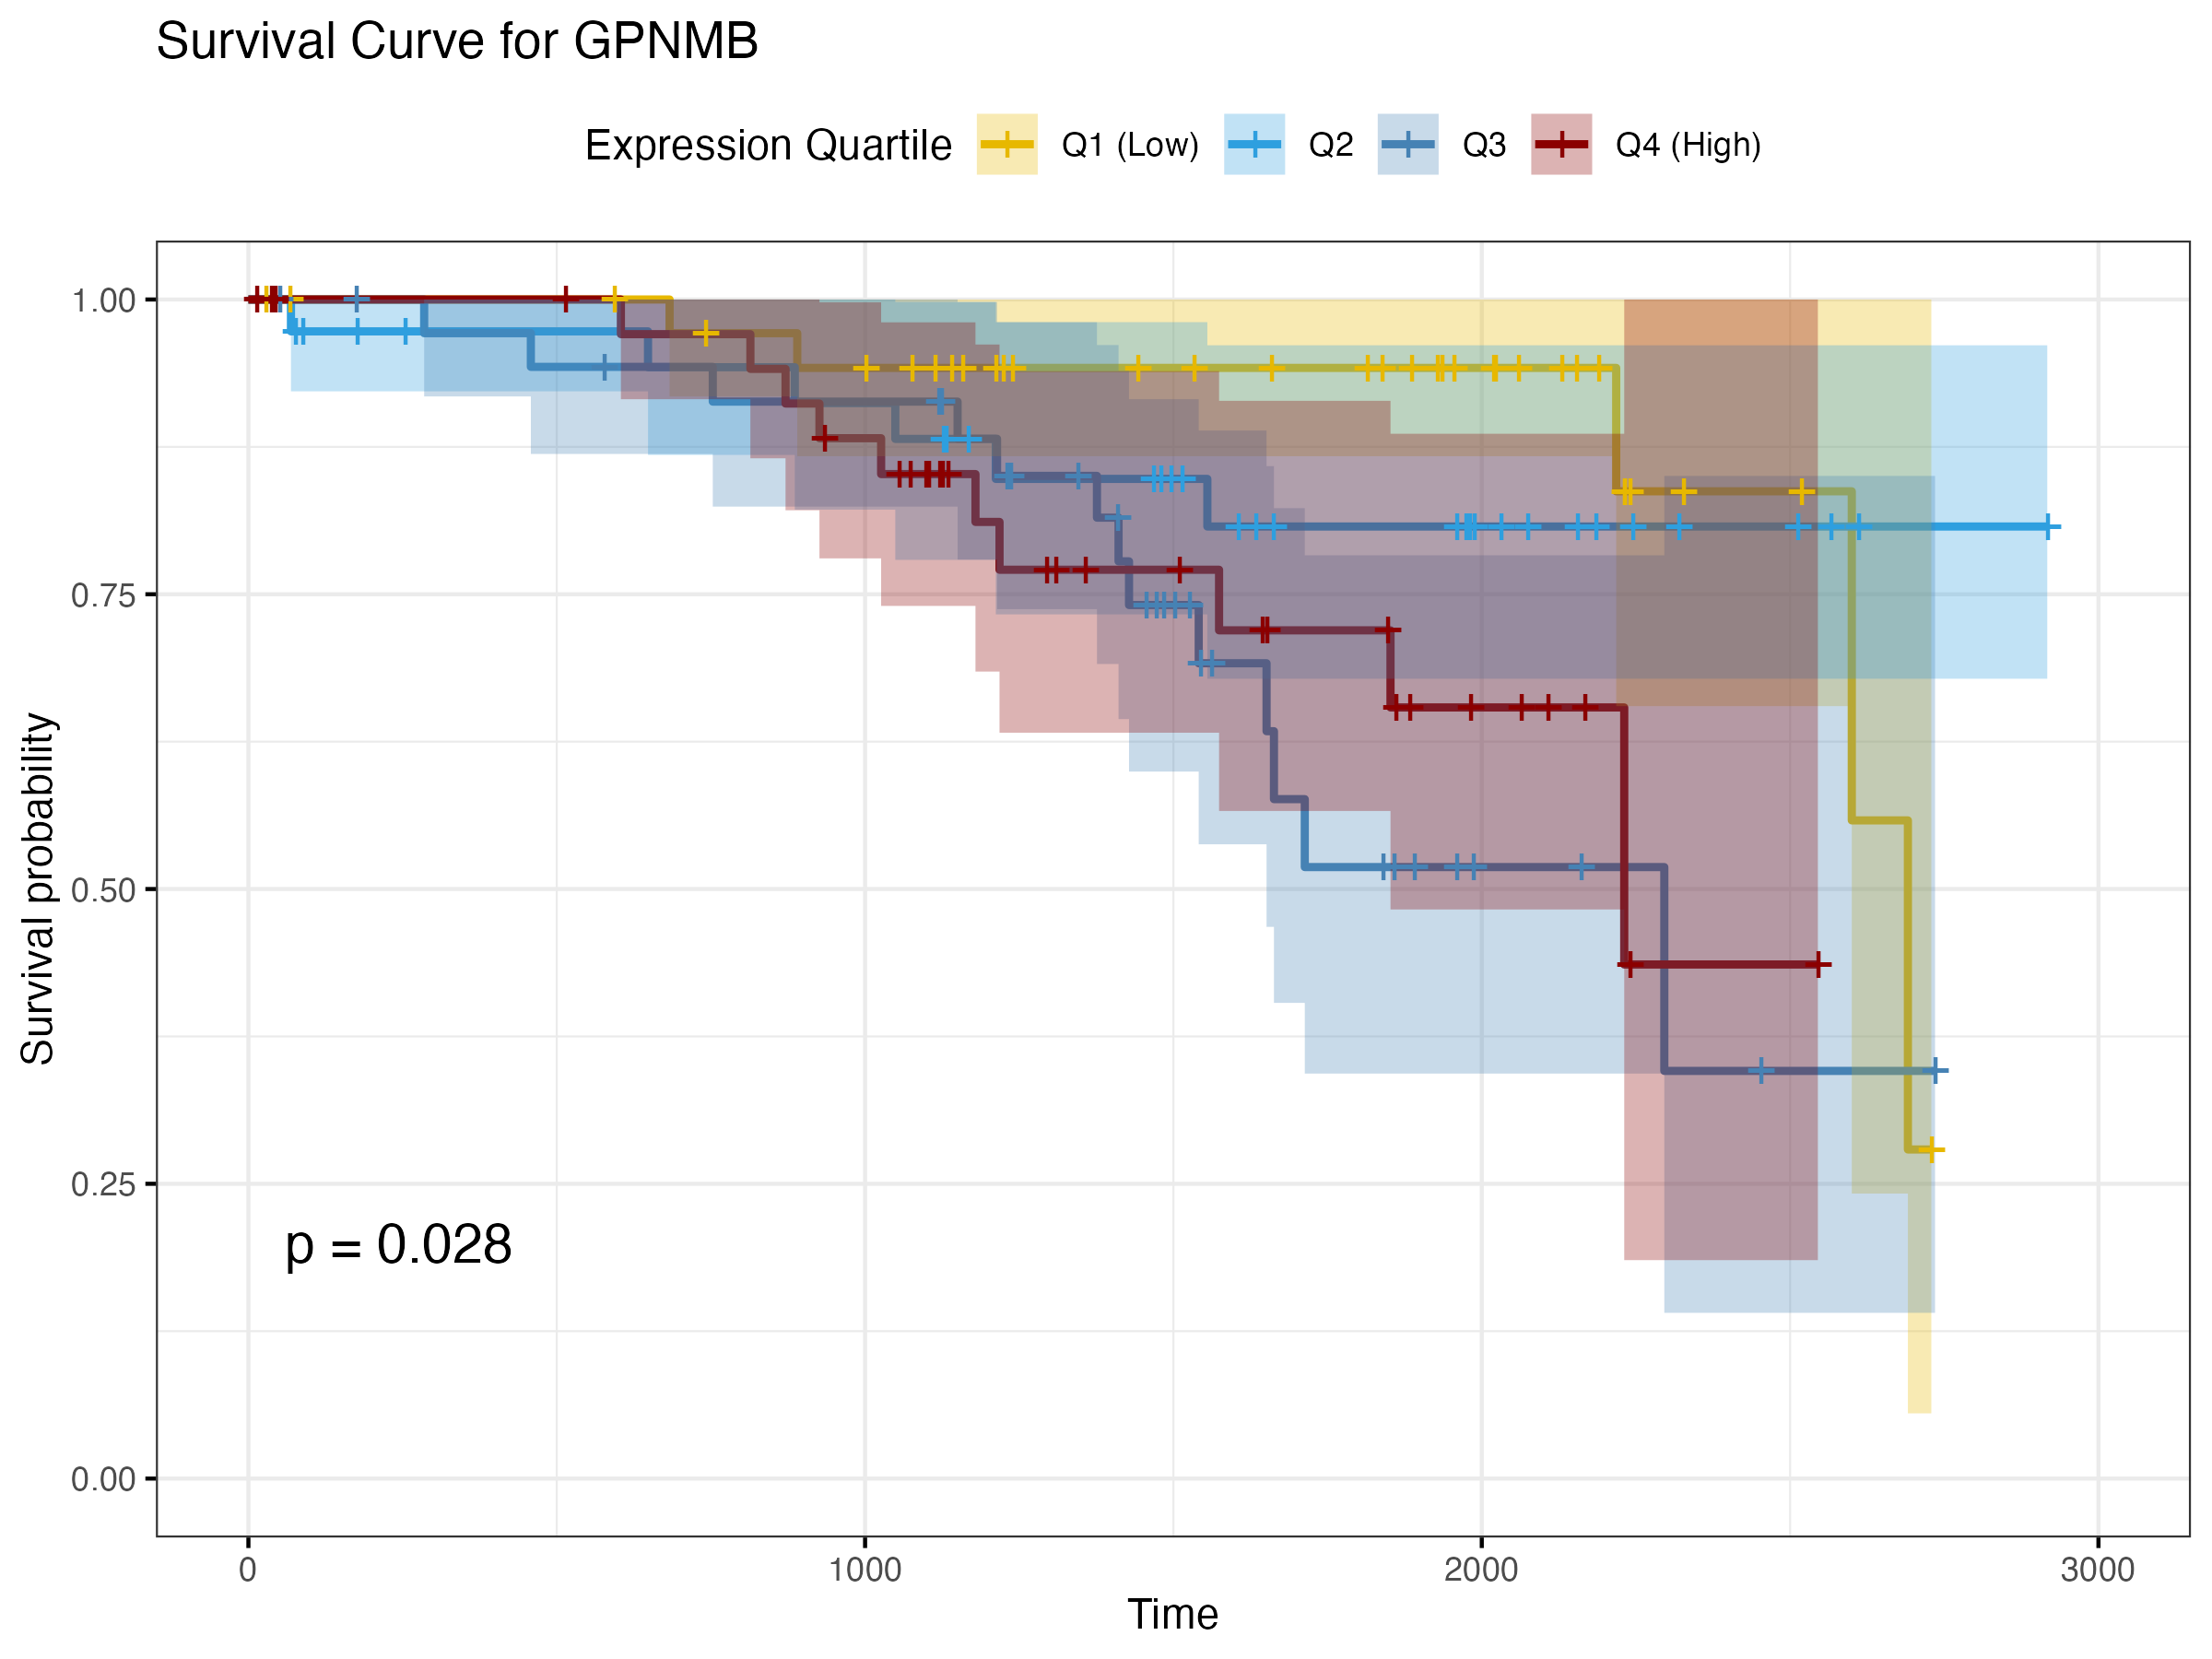 Survival Curve for GPNMB
Expression Quartile Q1 (Low) Q2 Q3 Q4 (High)
1.00
0.75
0.50
0.25
0.00
Survival probability
p = 0.028
0 1000 2000 3000
Time